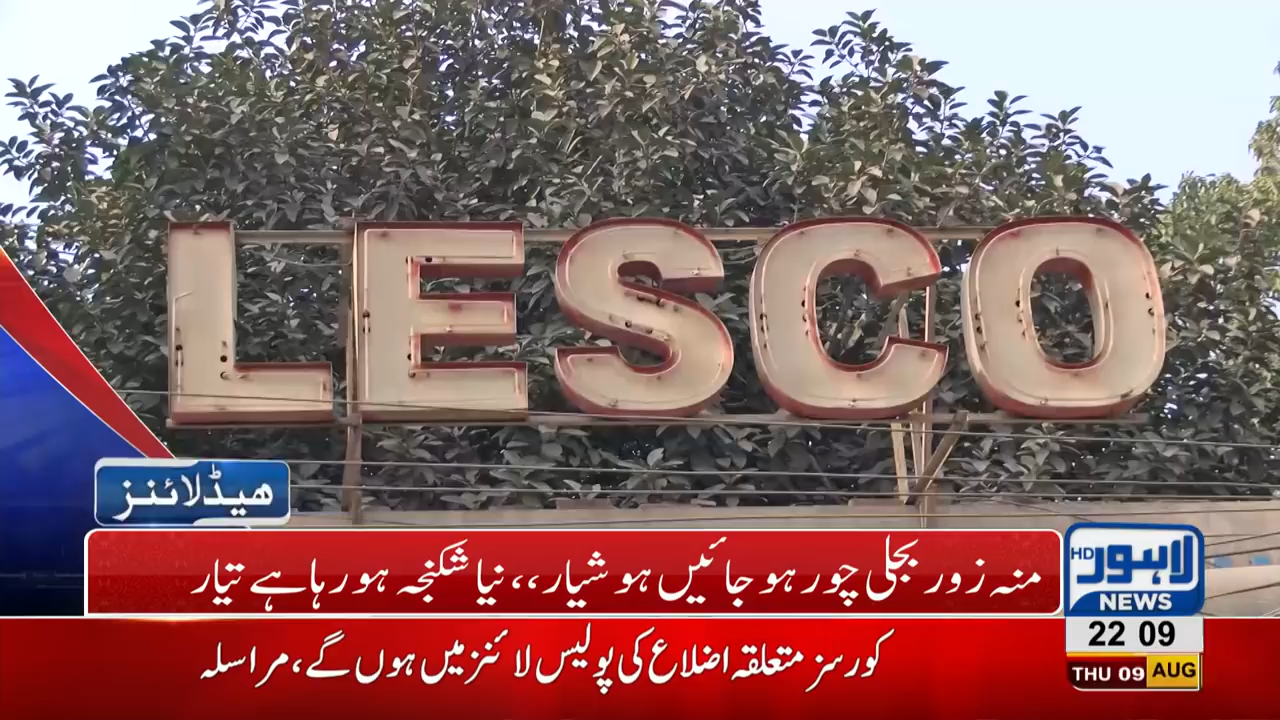 LESCO
ھیڈلائنز
منہ زور بجلی چور ہو جائیں ہوشیار،، نیا شکنجہ ہو رہا ہے تیار
کورسز متعلقہ اضلاع کی پولیس لائنز میں ہوں گے، مراسلہ
لاہور HD
NEWS
22 09
THU 09 AUG